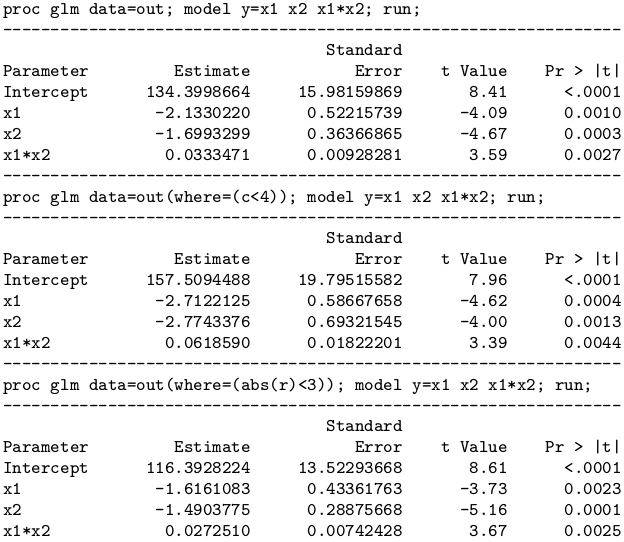 proc glm data=out; model y=x1 x2 x1*x2; run;
-----------------------------------------------------------------
Standard
Parameter Estimate Error t Value Pr > |t|
Intercept 134.3998664 15.98159869 8.41 <.0001
x1 -2.1330220 0.52215739 -4.09 0.0010
x2 -1.6993299 0.36366865 -4.67 0.0003
x1*x2 0.0333471 0.00928281 3.59 0.0027
-----------------------------------------------------------------
proc glm data=out(where=(c<4)); model y=x1 x2 x1*x2; run;
-----------------------------------------------------------------
Standard
Parameter Estimate Error t Value Pr > |t|
Intercept 157.5094488 19.79515582 7.96 <.0001
x1 -2.7122125 0.58667658 -4.62 0.0004
x2 -2.7743376 0.69321545 -4.00 0.0013
x1*x2 0.0618590 0.01822201 3.39 0.0044
-----------------------------------------------------------------
proc glm data=out(where=(abs(r)<3)); model y=x1 x2 x1*x2; run;
-----------------------------------------------------------------
Standard
Parameter Estimate Error t Value Pr > |t|
Intercept 116.3928224 13.52293668 8.61 <.0001
x1 -1.6161083 0.43361763 -3.73 0.0023
x2 -1.4903775 0.28875668 -5.16 0.0001
x1*x2 0.0272510 0.00742428 3.67 0.0025